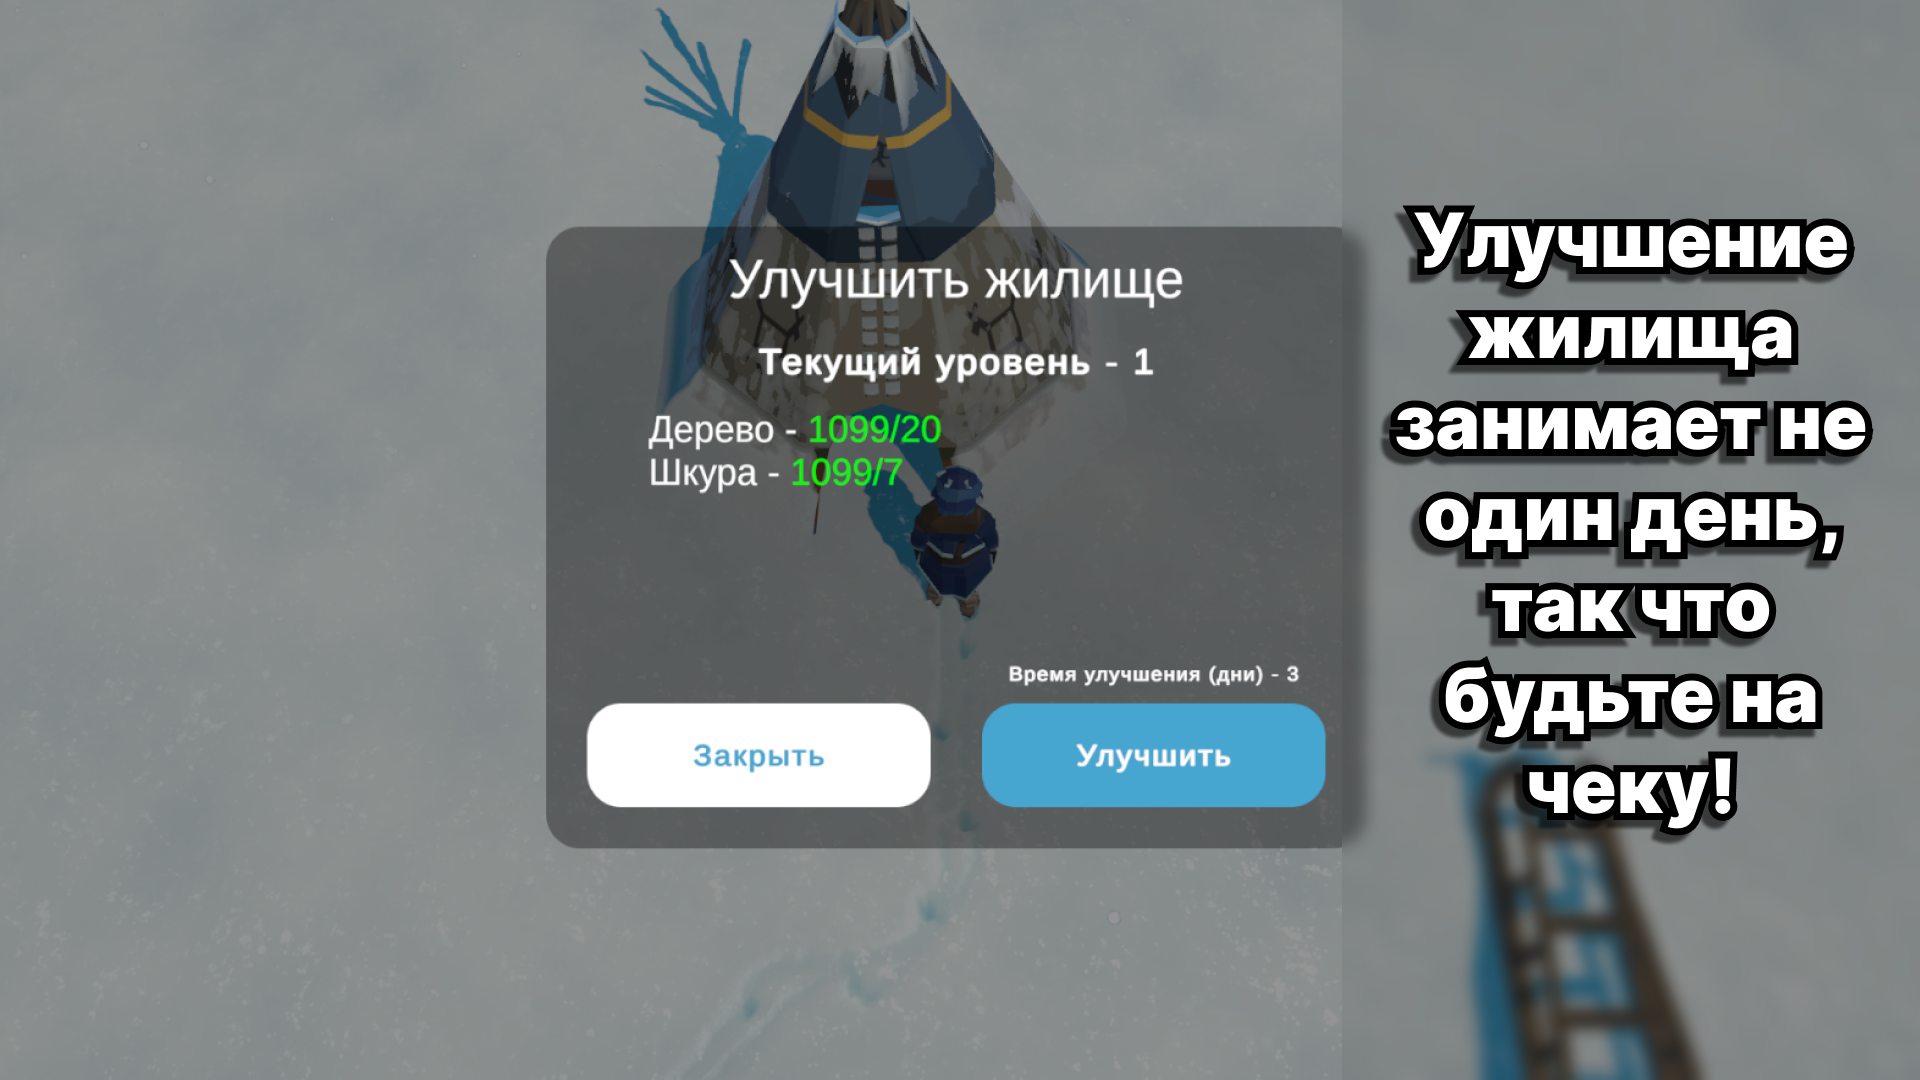 Улучшить жилище
Текущий уровень - 1
Дерево - 1099/20
Шкура - 1099/7
Время улучшения (дни) - 3
Закрыть
Улучшить
Улучшение
жилища
занимает не
один день,
так что
будьте на
чеку!